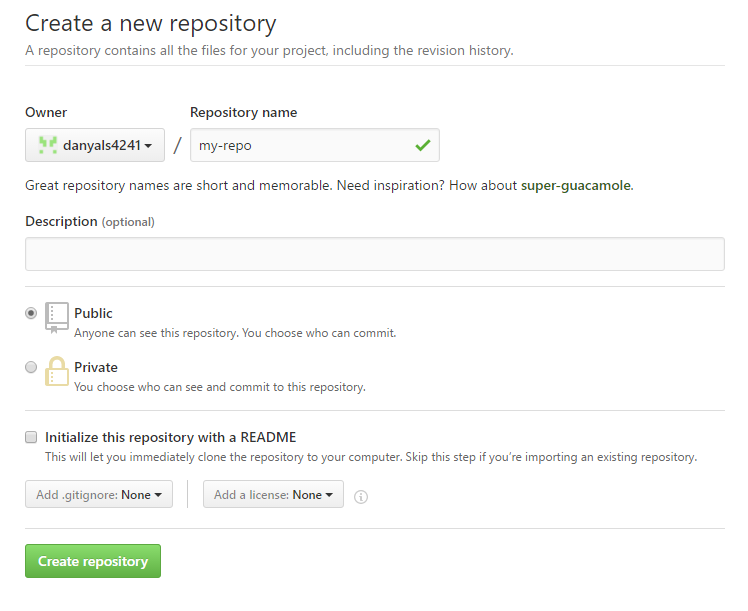 Create a new repository
A repository contains all the files for your project, including the revision history.
Owner
Repository name
danyals4241 / my-repo
Great repository names are short and memorable. Need inspiration? How about super-guacamole.
Description (optional)
Public
Anyone can see this repository. You choose who can commit.
Private
You choose who can see and commit to this repository.
Initialize this repository with a README
This will let you immediately clone the repository to your computer. Skip this step if you're importing an existing repository.
Add .gitignore: None
Add a license: None
Create repository